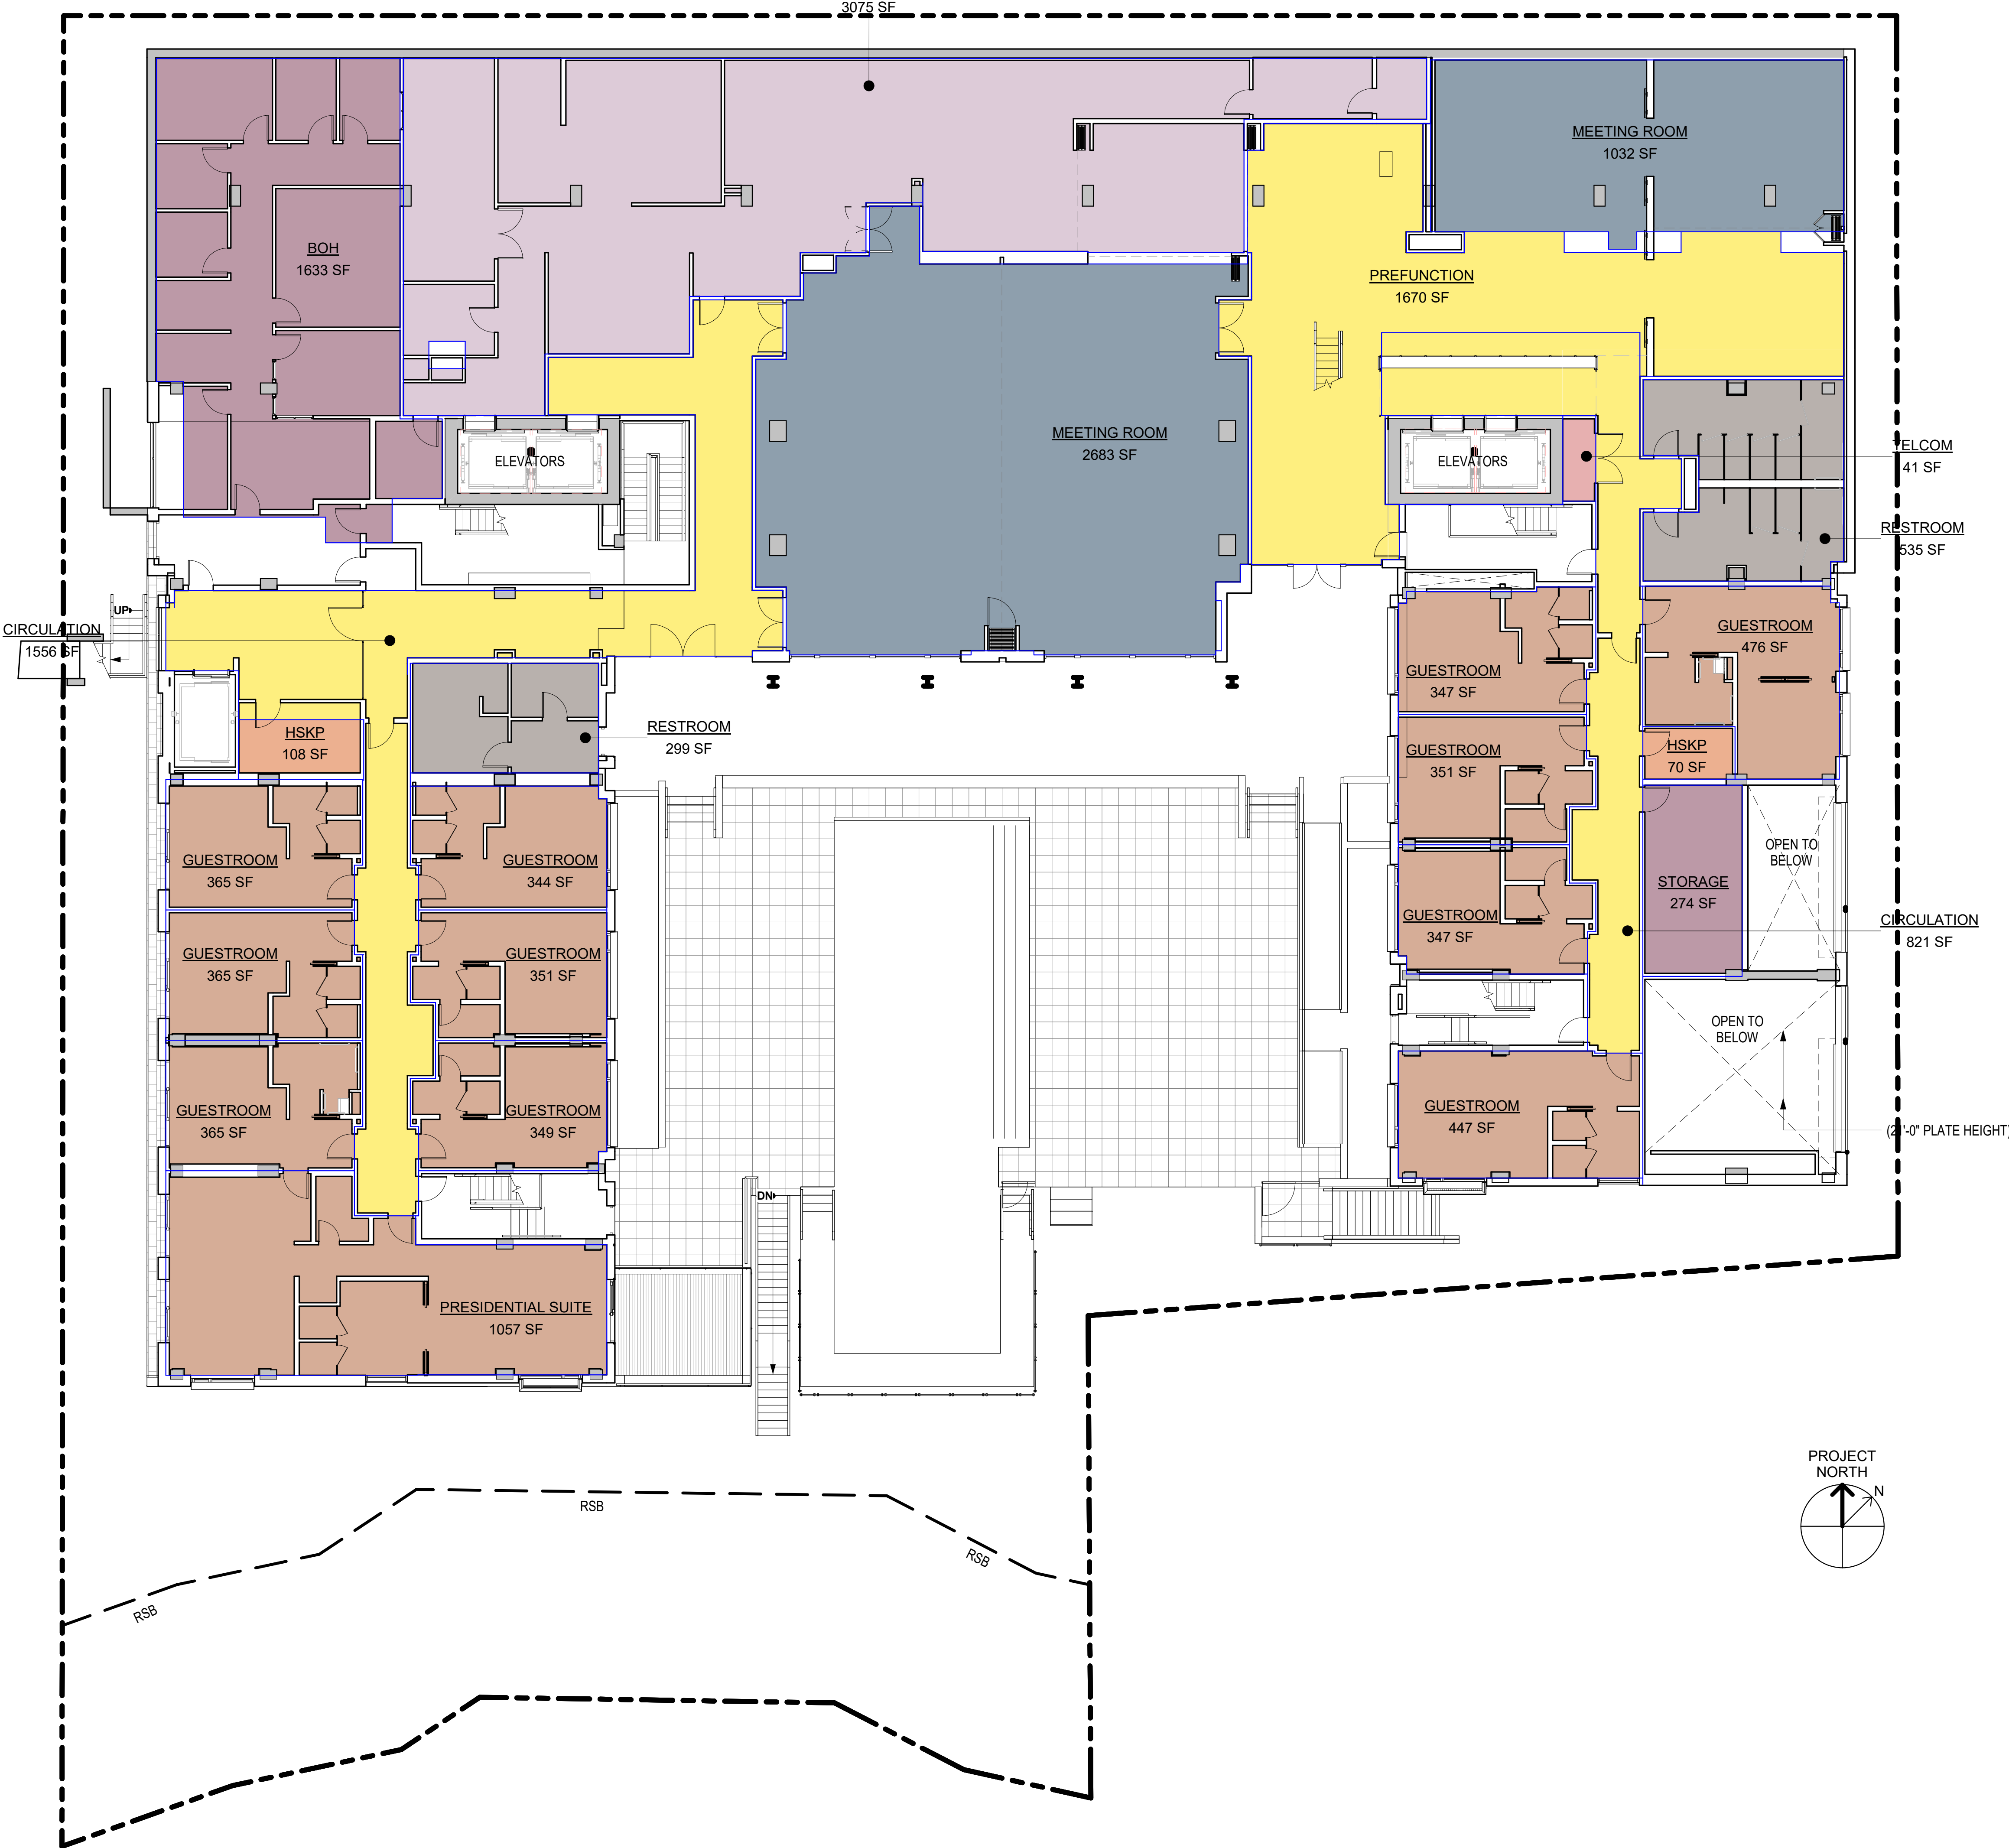 3075 SF
MEETING ROOM
1032 SF
BOH
1633 SF
PREFUNCTION
1670 SF
MEETING ROOM
2683 SF
ELEVATORS
ELEVATORS
TELCOM
41 SF
RESTROOM
535 SF
UP
CIRCULATION
1556 SF
GUESTROOM
476 SF
GUESTROOM
347 SF
RESTROOM
299 SF
HSKP
108 SF
GUESTROOM
351 SF
HSKP
70 SF
GUESTROOM
365 SF
GUESTROOM
344 SF
OPEN TO
BELOW
STORAGE
274 SF
GUESTROOM
347 SF
CIRCULATION
821 SF
GUESTROOM
365 SF
GUESTROOM
351 SF
OPEN TO
BELOW
GUESTROOM
365 SF
GUESTROOM
349 SF
GUESTROOM
447 SF
(21'-0" PLATE HEIGHT)
DN
PRESIDENTIAL SUITE
1057 SF
PROJECT
NORTH
N
RSB
RSB
RSB